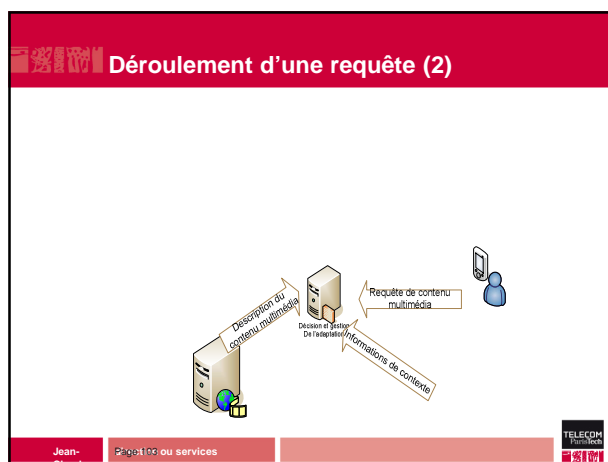 Déroulement d'une requête (2)
Description du
contenu multimédia
Décision et gestion
De l'adaptation
Requête de contenu
multimédia
Informations de contexte
Jean-
ou services
TELECOM
ParisTech